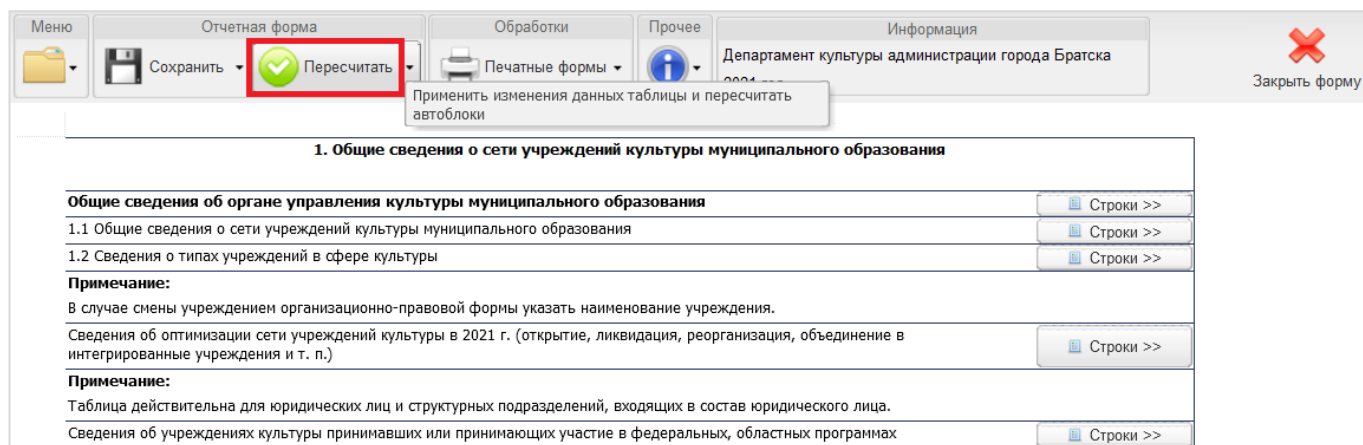 Меню
Отчетная форма
Обработки
Прочее
Информация
Сохранить
Пересчитать
Печатные формы
Департамент культуры администрации города Братска
2021 год
Закрыть форму
Применить изменения данных таблицы и пересчитать
автоблоки
1. Общие сведения о сети учреждений культуры муниципального образования
Общие сведения об органе управления культуры муниципального образования
Строки >>
1.1 Общие сведения о сети учреждений культуры муниципального образования
Строки >>
1.2 Сведения о типах учреждений в сфере культуры
Строки >>
Примечание:
В случае смены учреждением организационно-правовой формы указать наименование учреждения.
Сведения об оптимизации сети учреждений культуры в 2021 г. (открытие, ликвидация, реорганизация, объединение в
интегрированные учреждения и т. п.)
Строки >>
Примечание:
Таблица действительна для юридических лиц и структурных подразделений, входящих в состав юридического лица.
Сведения об учреждениях культуры принимавших или принимающих участие в федеральных, областных программах
Строки >>